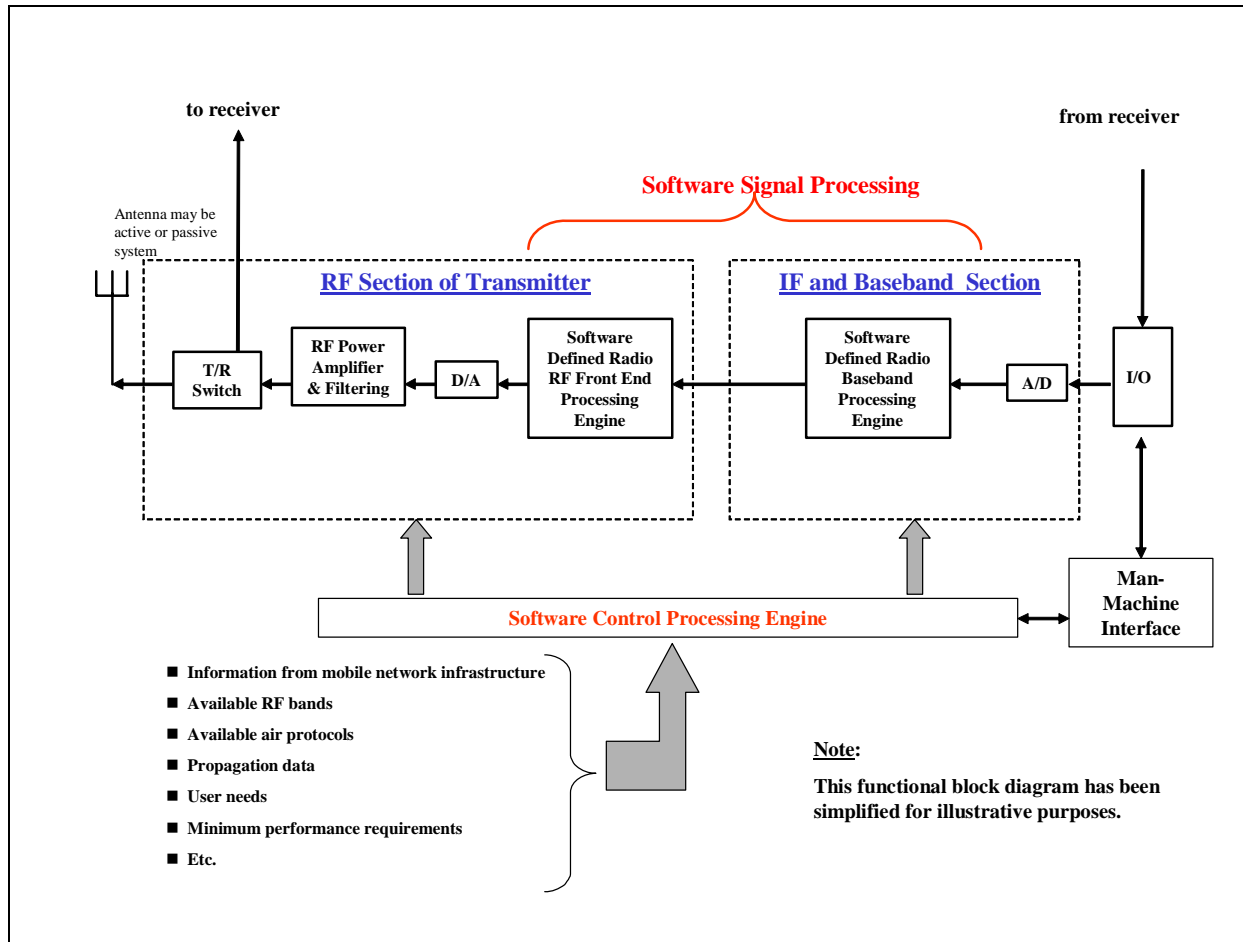 to receiver
from receiver
Software Signal Processing
Antenna may be
active or passive
system
RF Section of Transmitter
IF and Baseband Section
T/R
Switch
RF Power
Amplifier
& Filtering
D/A
Software
Defined Radio
RF Front End
Processing
Engine
Software
Defined Radio
Baseband
Processing
Engine
A/D
I/O
Software Control Processing Engine
Man-
Machine
Interface
■ Information from mobile network infrastructure
■ Available RF bands
■ Available air protocols
■ Propagation data
■ User needs
■ Minimum performance requirements
■ Etc.
Note:
This functional block diagram has been
simplified for illustrative purposes.